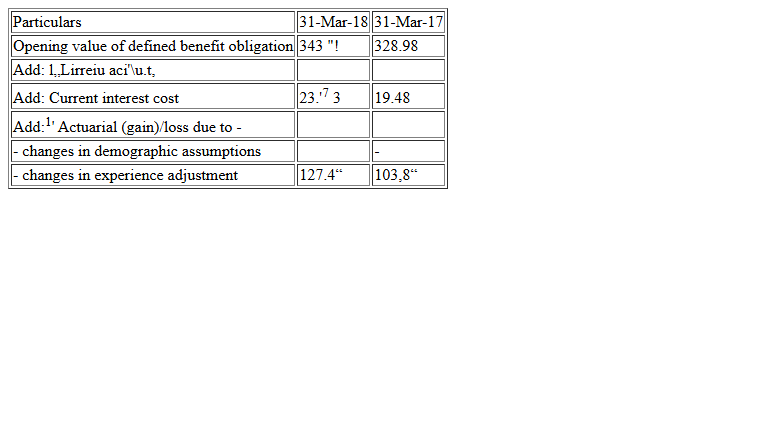 Particulars 31-Mar-18 31-Mar-17
Opening value of defined benefit obligation 343 "! 328.98
Add: l,,Lirreiu aci'\u.t,
Add: Current interest cost 23.'7 3 19.48
Add:1' Actuarial (gain)/loss due to -
- changes in demographic assumptions -
- changes in experience adjustment 127.4“ 103,8“